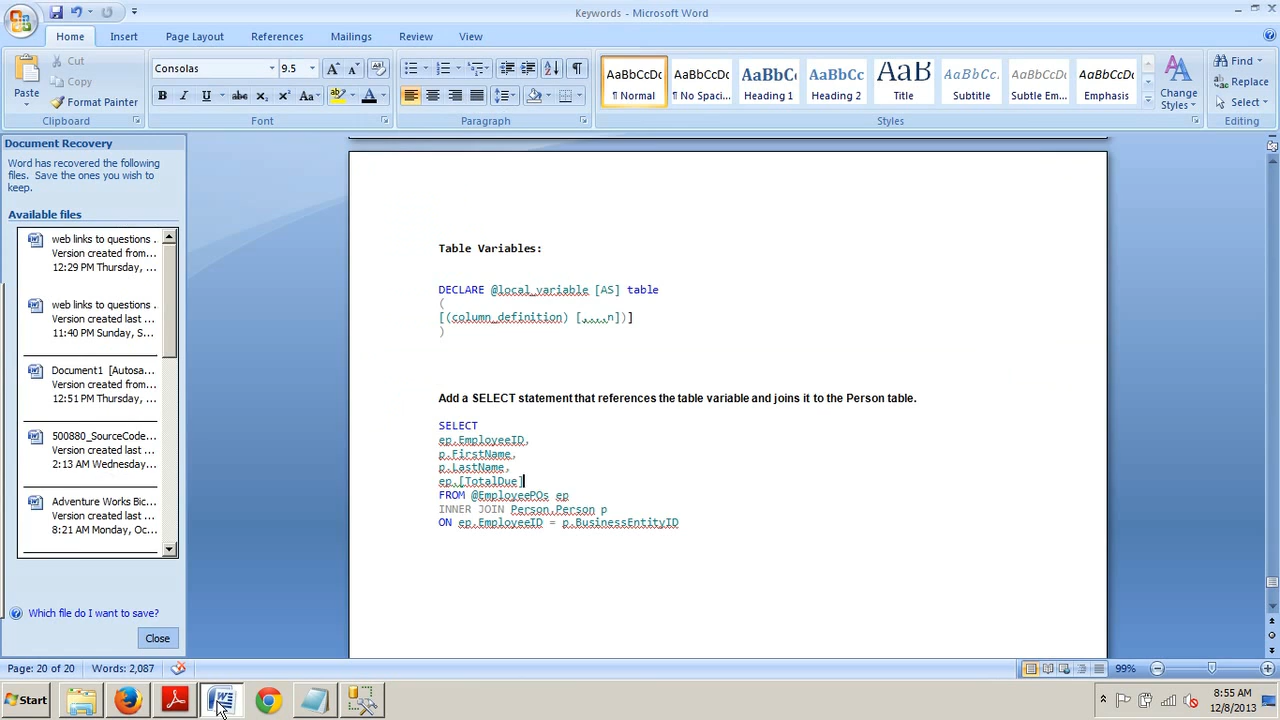 Keywords - Microsoft Word
Home Insert Page Layout References Mailings Review View
Paste
Cut
Copy
Format Painter
Clipboard
Consolas 9.5
Font
Paragraph
AaBbCcDc AaBbCcDc AaBbCc AaBbCc AaB AaBbCc. AaBbCcDc AaBbCcDc
¶ Normal ¶ No Spaci... Heading 1 Heading 2 Title Subtitle Subtle Em... Emphasis
Change Styles
Styles
Find
Replace
Select
Editing
Document Recovery
Word has recovered the following
files. Save the ones you wish to
keep.
Available files
web links to questions .
Version created from...
12:29 PM Thursday, ...
web links to questions .
Version created last ...
11:40 PM Sunday, S...
Document1 [Autosa...
Version created from...
12:51 PM Thursday, ...
500880_SourceCode...
Version created last ...
2:13 AM Wednesday...
Adventure Works Bic...
Version created last ...
8:21 AM Monday, Oc...
Which file do I want to save?
Close
Table Variables:
DECLARE @local_variable [AS] table
(
[(column_definition) [,...n])]
)
Add a SELECT statement that references the table variable and joins it to the Person table.
SELECT
ep.EmployeeID,
p.FirstName,
p.LastName,
ep.[TotalDue]
FROM @EmployeePOs ep
INNER JOIN Person.Person p
ON ep.EmployeeID = p.BusinessEntityID
Page: 20 of 20 Words: 2,087
99%
Start
8:55 AM
12/8/2013